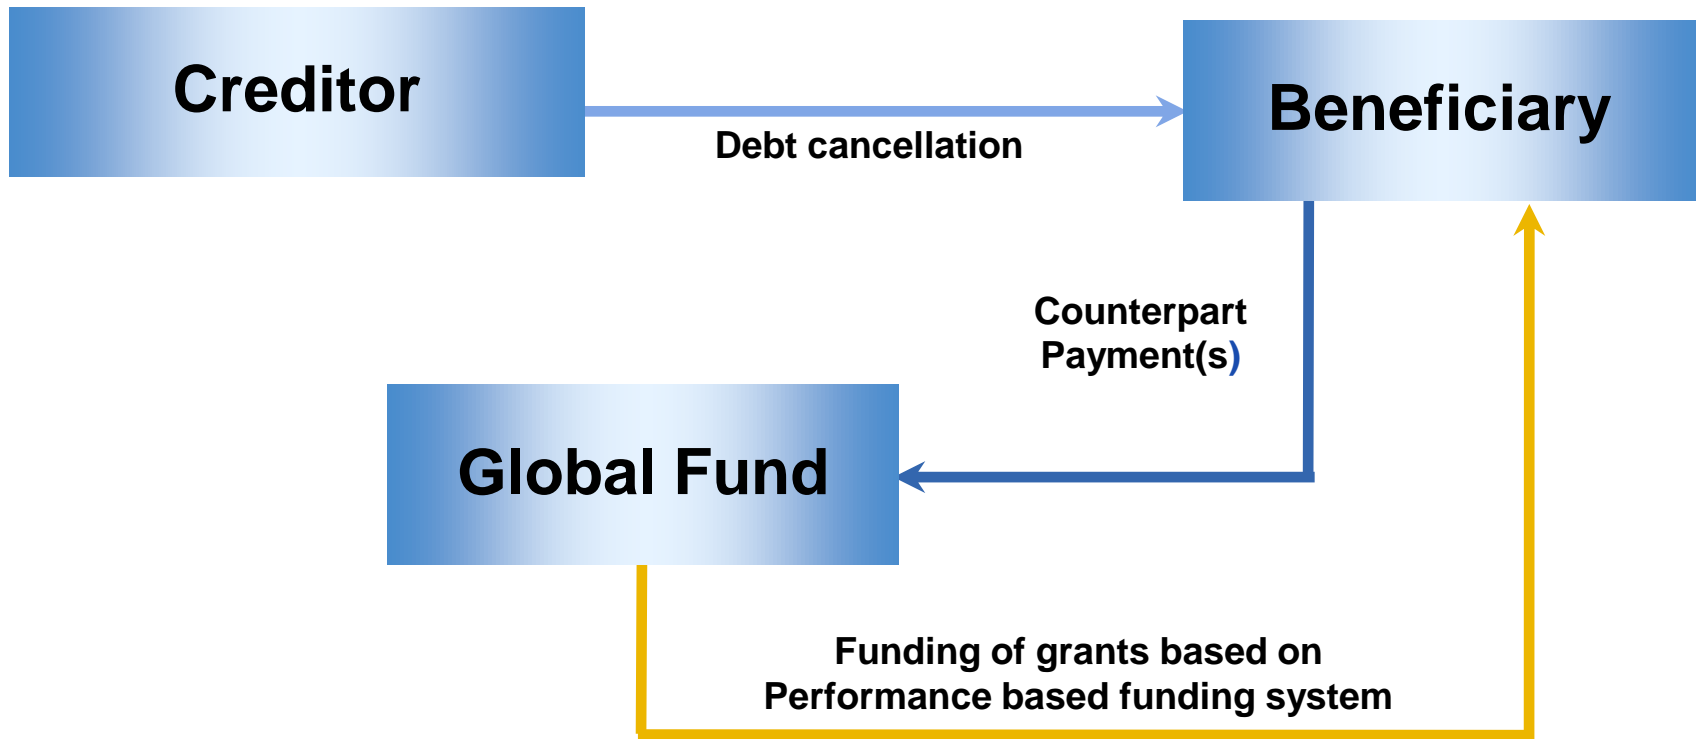 Creditor
Beneficiary
Debt cancellation
Counterpart
Payment(s)
Global Fund
Funding of grants based on
Performance based funding system